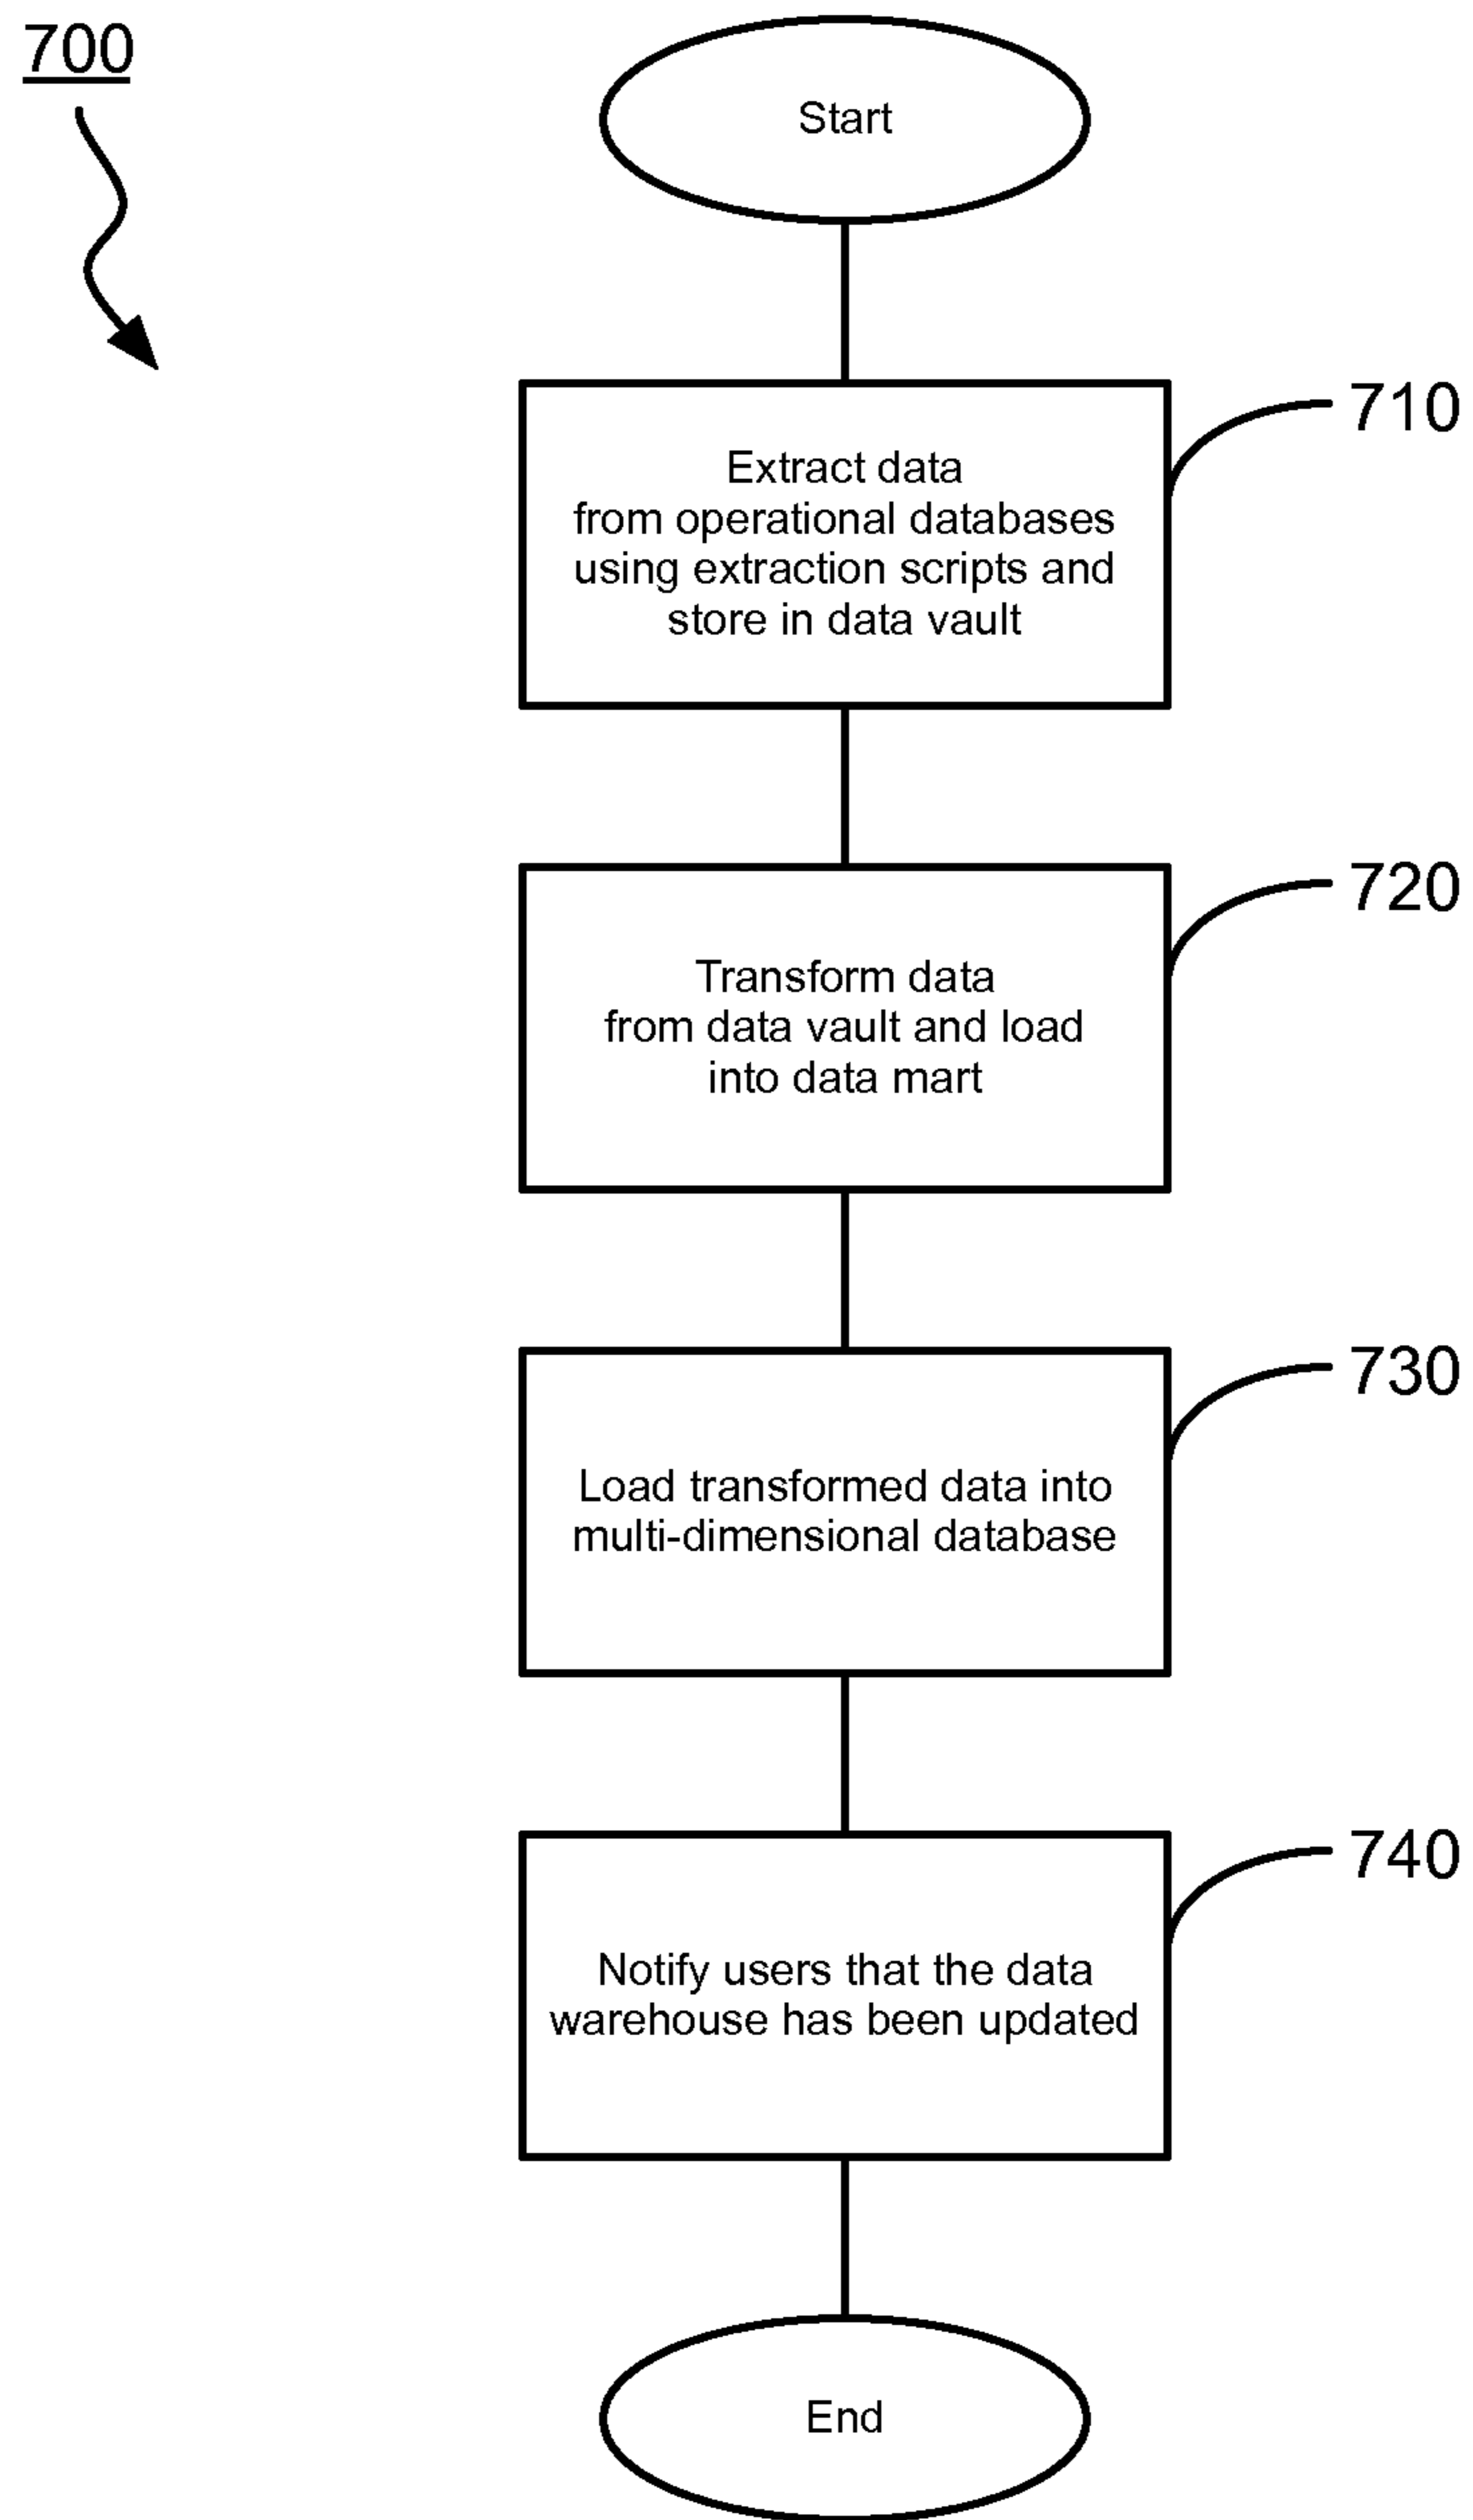 700
Start
710
Extract data
from operational databases
using extraction scripts and
store in data vault
720
Transform data
from data vault and load
into data mart
730
Load transformed data into
multi-dimensional database
740
Notify users that the data
warehouse has been updated
End